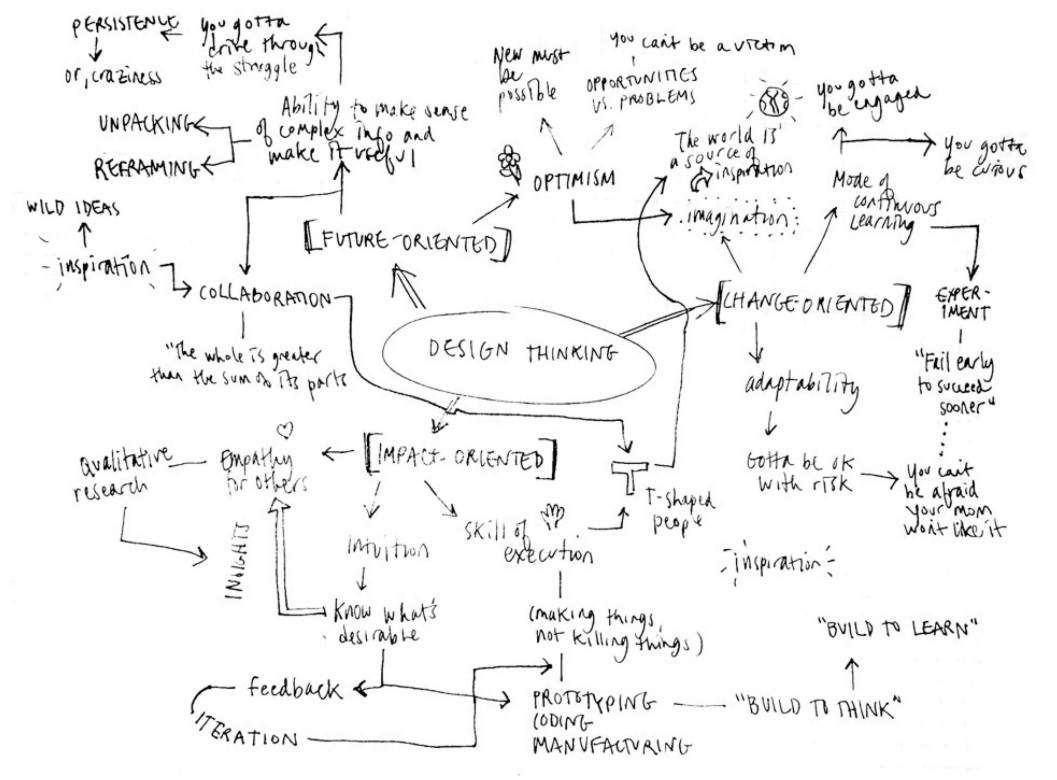 PERSISTENCE
or, craziness
you gotta
drive through
the struggle
UNPACKING
REFRAMING
Ability to make sense
of complex info and
make it useful
New must
be
possible
you can't be a victim
OPPORTUNITIES
VS. PROBLEMS
OPTIMISM
The world is
a source of
inspiration
imagination
you gotta
be engaged
you gotta
be curious
Mode of
continuous
learning
WILD IDEAS
inspiration
COLLABORATION
"The whole is greater
than the sum of its parts
[FUTURE-ORIENTED]
DESIGN THINKING
[CHANGE-ORIENTED]
EXPER-
IMENT
"Fail early
to succeed
sooner"
adaptability
Gotta be ok
with risk
You can't
be afraid
your mom
won't like it
inspiration
[IMPACT-ORIENTED]
Empathy
for others
Qualitative
research
INSIGHTS
Intuition
Know what's
desirable
skill of
execution
T-shaped
people
(making things,
not killing things)
feedback
ITERATION
PROTOTYPING
CODING
MANUFACTURING
"BUILD TO THINK"
"BUILD TO LEARN"